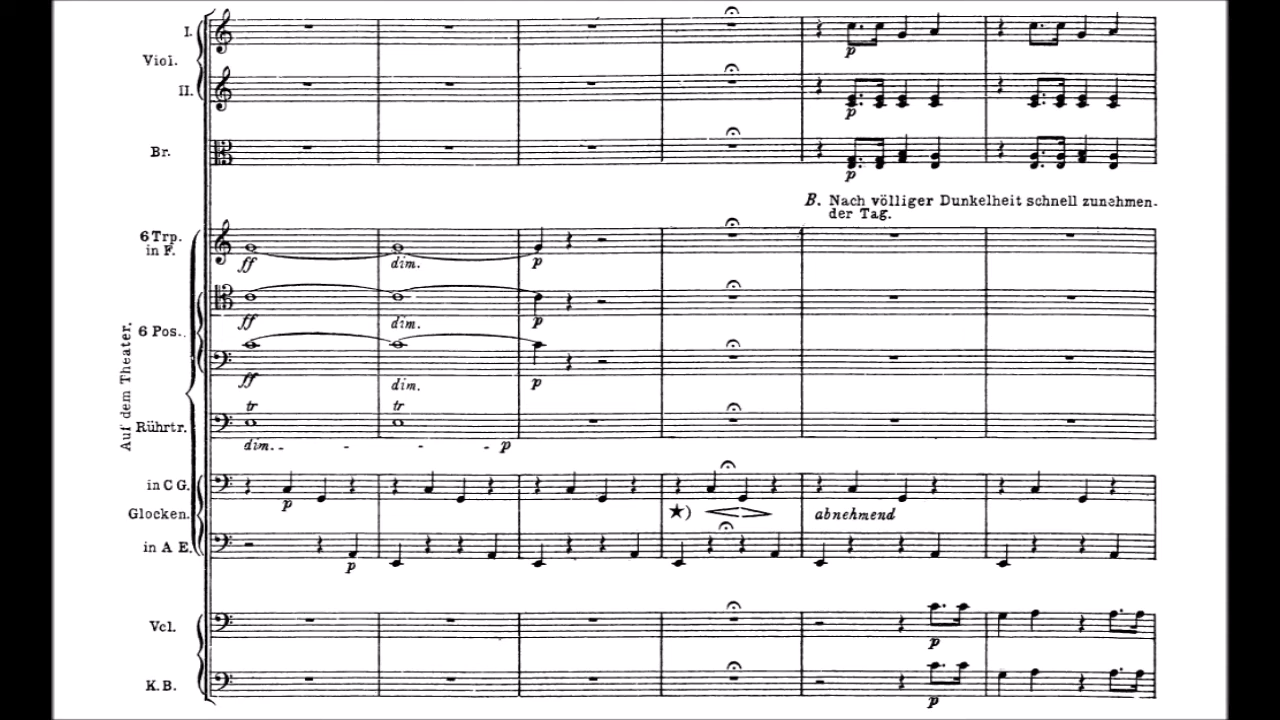 I.
Viol.
II.
p
p
Br.
p
B. Nach völliger Dunkelheit schnell zunehmen-
der Tag.
6 Trp.
in F.
ff dim. p
ff dim. p
6 Pos.
ff dim. p
Auf dem Theater.
tr tr
Rührtr.
dim. - - - - p
in C G.
p
Glocken.
★) abnehmend
in A E.
p
Vcl.
p
K.B.
p